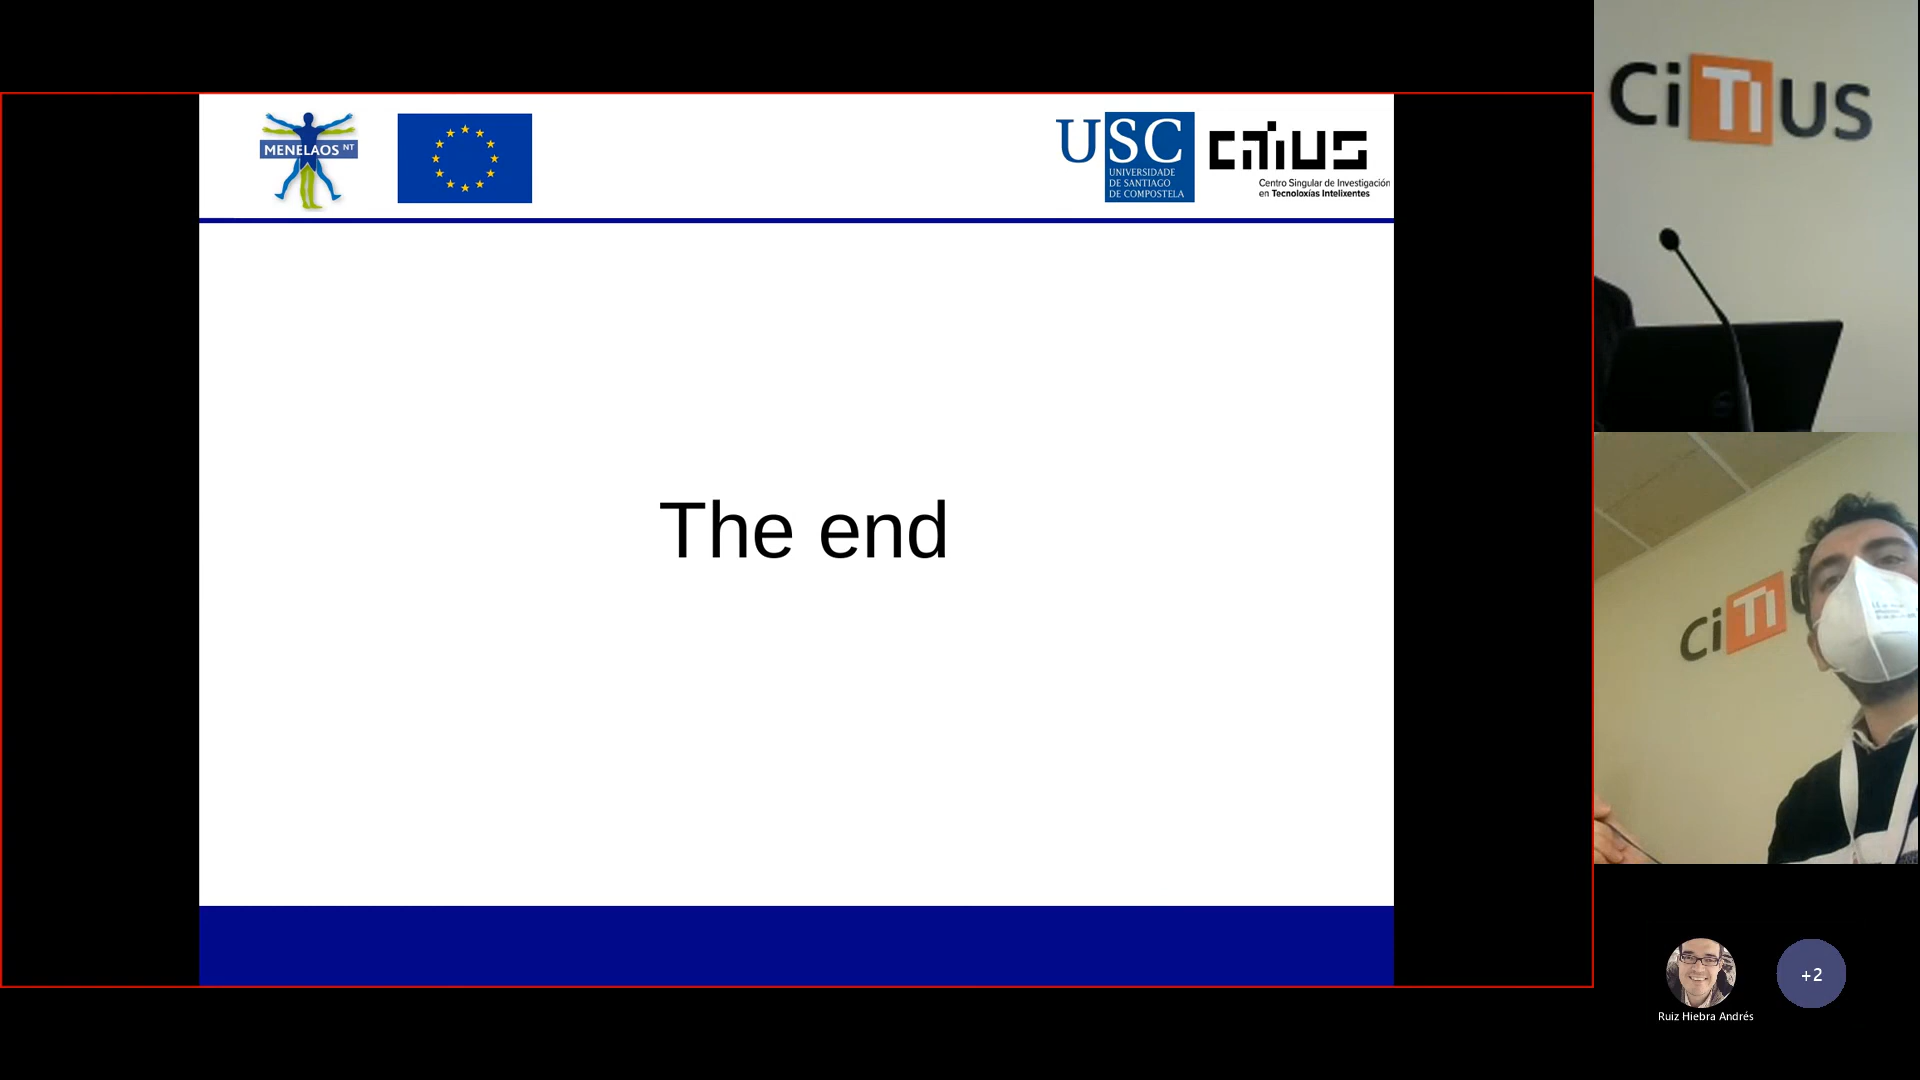 MENELAOS NT
USC
UNIVERSIDADE
DE SANTIAGO
DE COMPOSTELA
CITIUS
Centro Singular de Investigación
en Tecnoloxías Intelixentes
The end
CiTIUS
CiTI
+2
Ruiz Hiebra Andrés